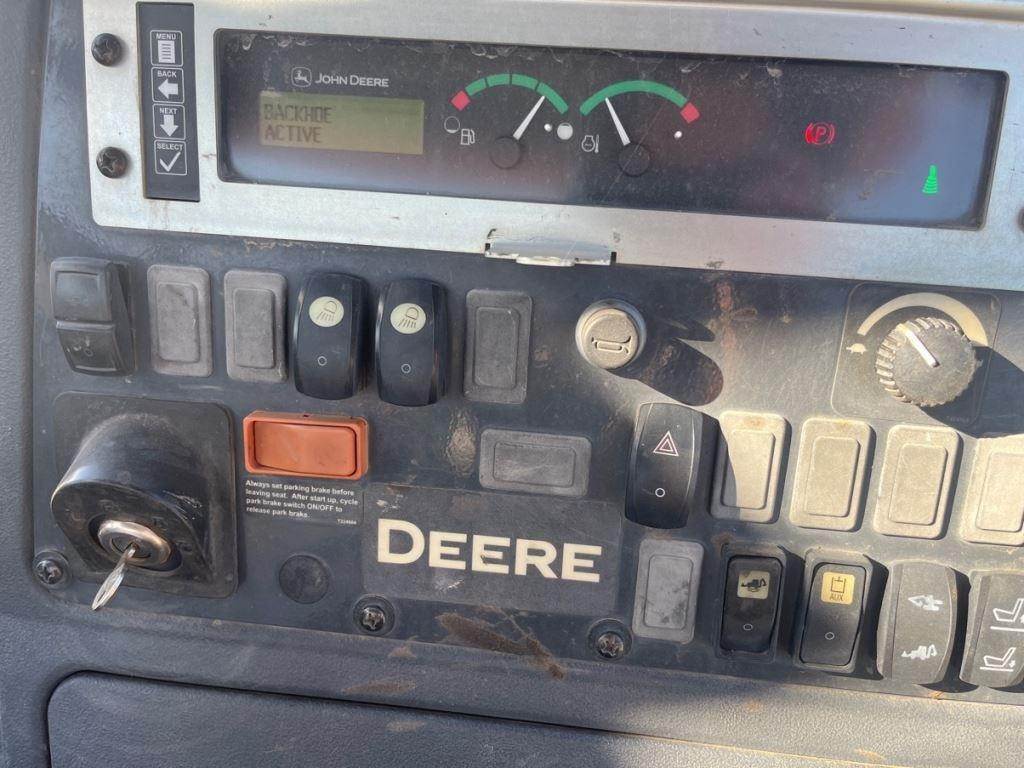 MENU
BACK
NEXT
SELECT
JOHN DEERE
BACKHOE
ACTIVE
P
Always set parking brake before
leaving seat. After start up, cycle
park brake switch ON/OFF to
release park brake.
DEERE
AUX